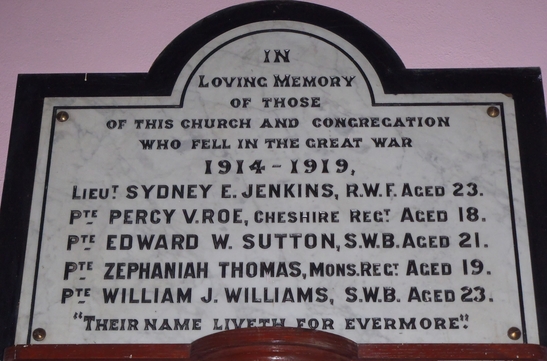 IN
LOVING MEMORY
OF THOSE
OF THIS CHURCH AND CONGREGATION
WHO FELL IN THE GREAT WAR
1914-1919,
LIEUT SYDNEY E. JENKINS, R.W.F. AGED 23.
PTE PERCY V. ROE, CHESHIRE REGT AGED 18.
PTE EDWARD W. SUTTON, S.W.B. AGED 21.
PTE ZEPHANIAH THOMAS, MONS. REGT AGED 19.
PTE WILLIAM J. WILLIAMS, S.W.B. AGED 23.
"THEIR NAME LIVETH FOR EVERMORE".